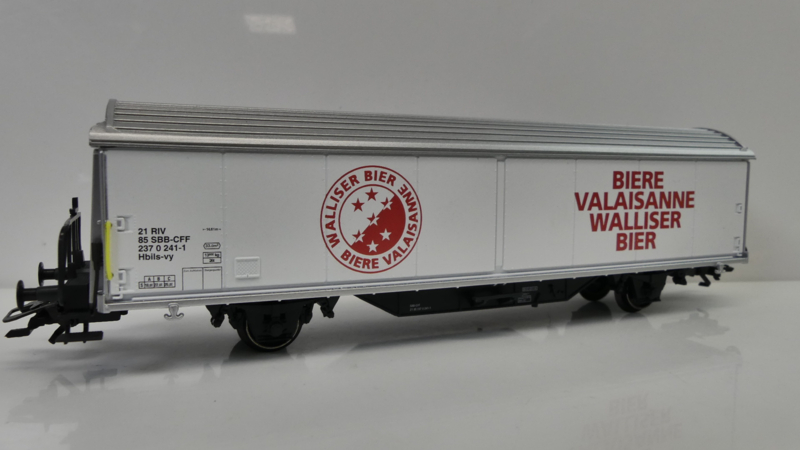 21 RIV
85 SBB-CFF
237 0 241-1
Hbils-vy
A B C
WALLISER BIER
BIERE VALAISANNE
BIERE
VALAISANNE
WALLISER
BIER